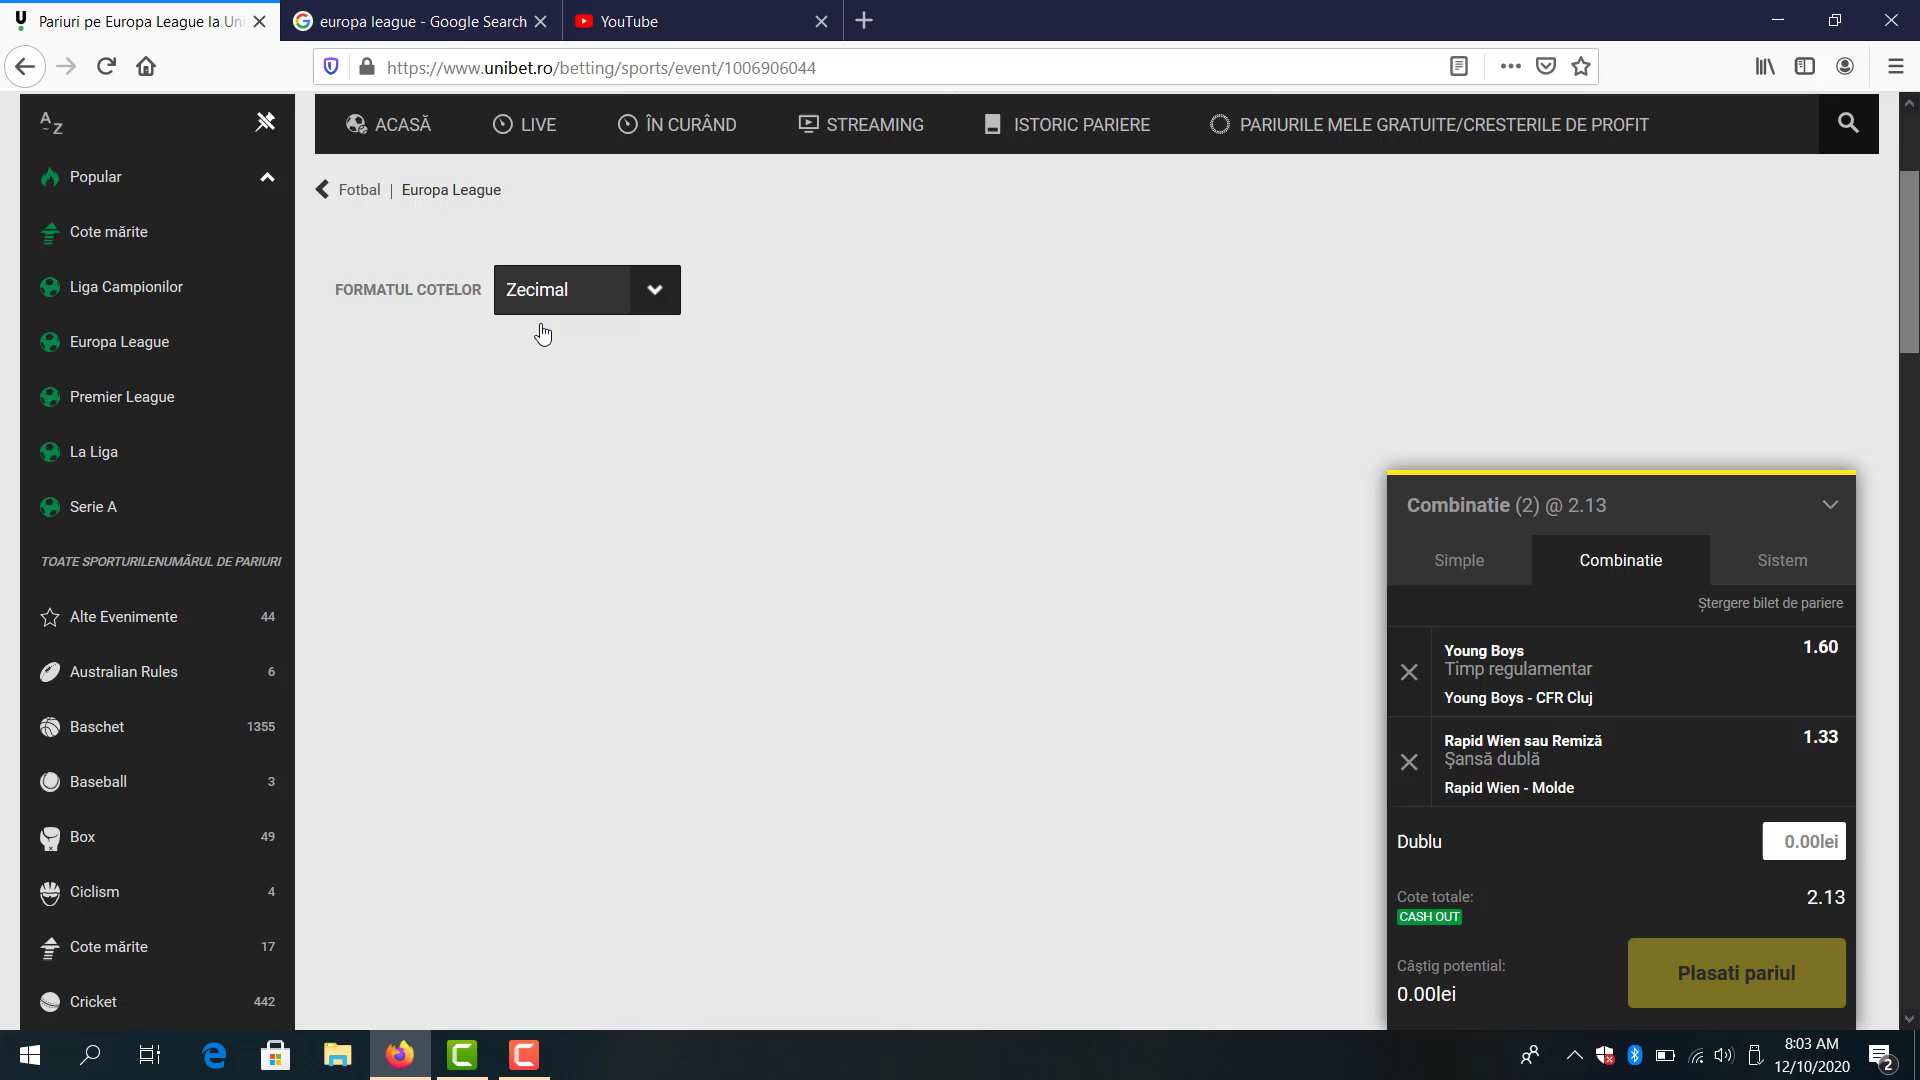 Pariuri pe Europa League la Un
europa league - Google Search
YouTube
https://www.unibet.ro/betting/sports/event/1006906044
A
Z
ACASĂ
LIVE
ÎN CURÂND
STREAMING
ISTORIC PARIERE
PARIURILE MELE GRATUITE/CRESTERILE DE PROFIT
Popular
Cote mărite
Liga Campionilor
Europa League
Premier League
La Liga
Serie A
TOATE SPORTURILENUMĂRUL DE PARIURI
Alte Evenimente 44
Australian Rules 6
Baschet 1355
Baseball 3
Box 49
Ciclism 4
Cote mărite 17
Cricket 442
Fotbal | Europa League
FORMATUL COTELOR Zecimal
Combinatie (2) @ 2.13
Simple Combinatie Sistem
Ștergere bilet de pariere
Young Boys 1.60
Timp regulamentar
Young Boys - CFR Cluj
Rapid Wien sau Remiză 1.33
Şansă dublă
Rapid Wien - Molde
Dublu 0.00lei
Cote totale: 2.13
CASH OUT
Câştig potential:
0.00lei
Plasati pariul
8:03 AM
12/10/2020
2